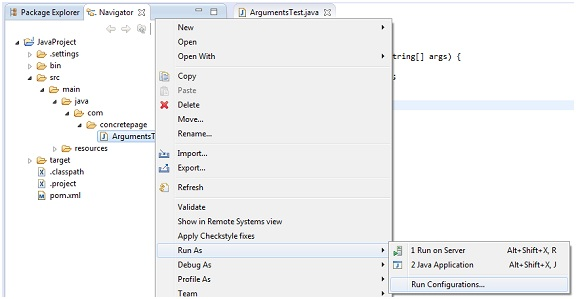 Package Explorer
Navigator
ArgumentsTest.java
JavaProject
.settings
bin
src
main
java
com
concretepage
ArgumentsT
resources
target
.classpath
.project
pom.xml
tring[] args) {
;
New
Open
Open With
Copy
Paste
Delete
Move...
Rename...
Import...
Export...
Refresh
Validate
Show in Remote Systems view
Apply Checkstyle fixes
Run As
Debug As
Profile As
Team
1 Run on Server Alt+Shift+X, R
2 Java Application Alt+Shift+X, J
Run Configurations...